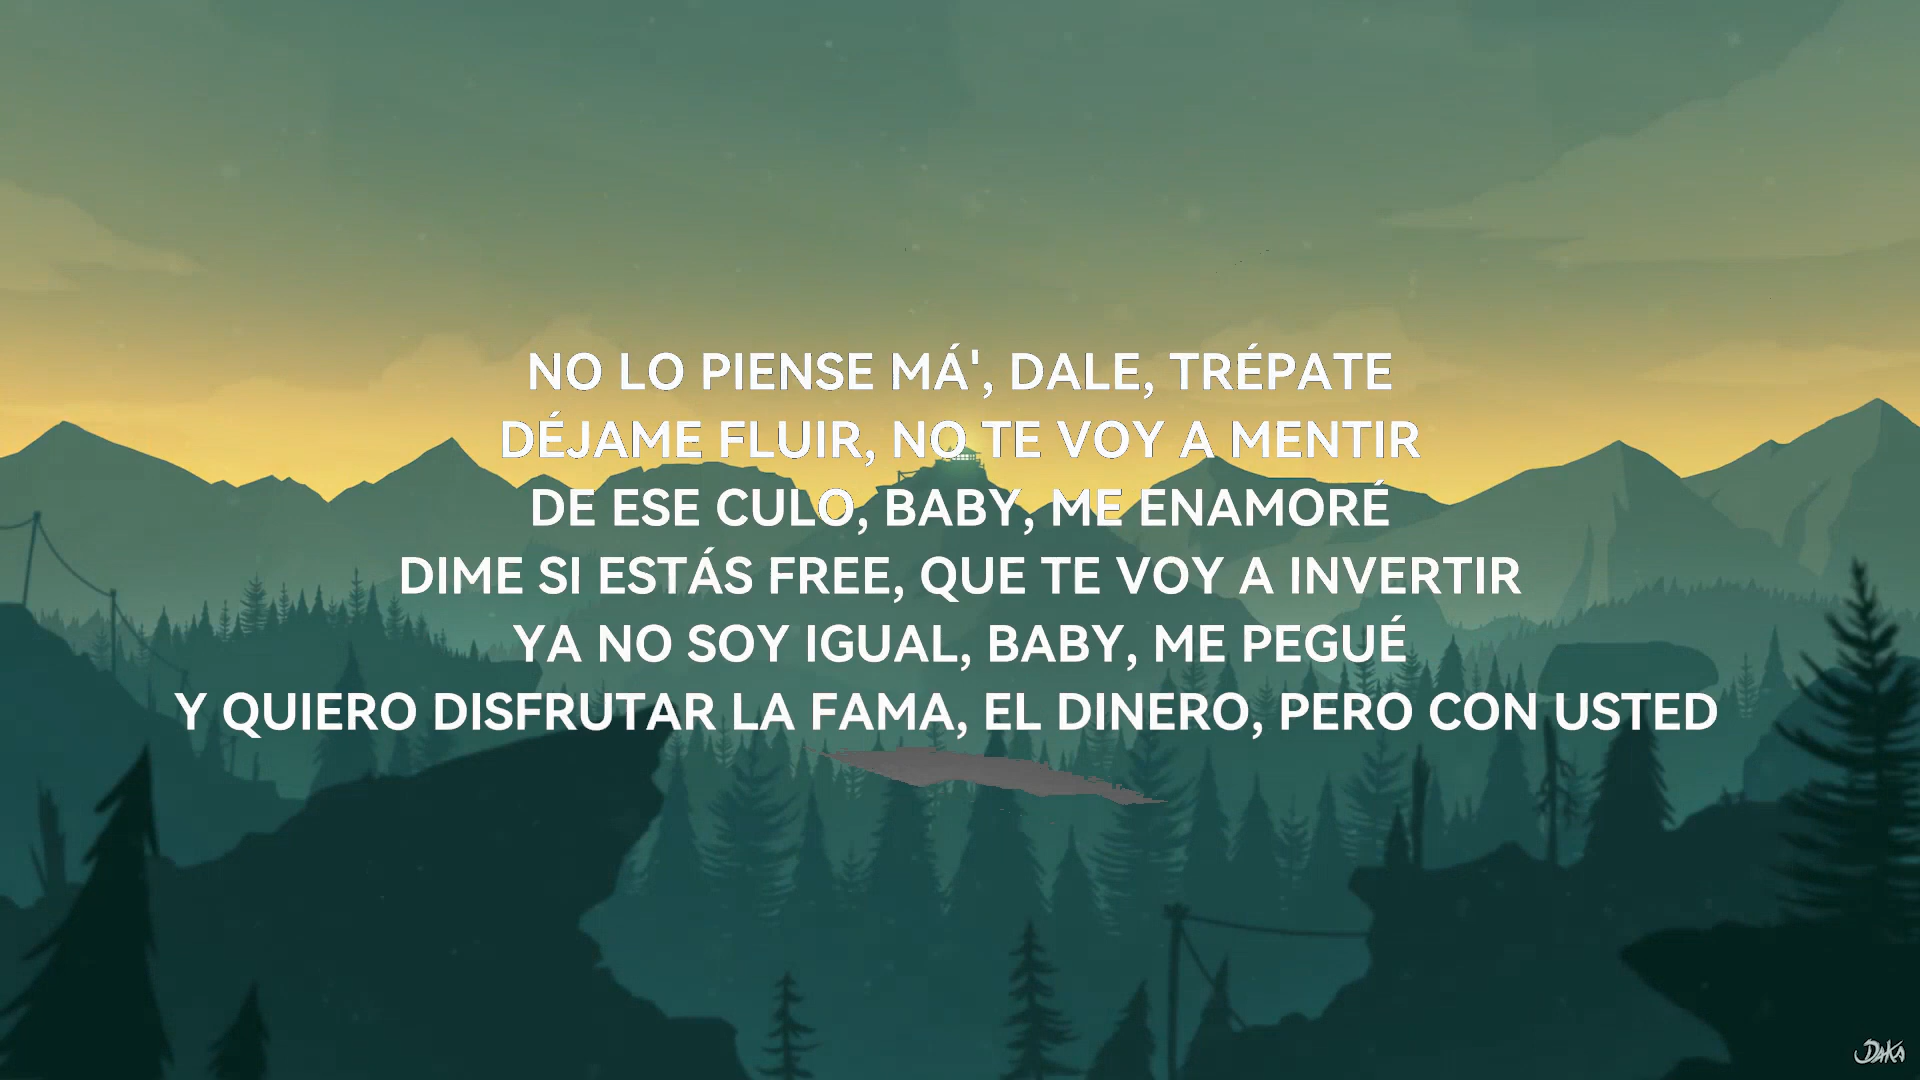 NO LO PIENSE MÁ', DALE, TRÉPATE
DÉJAME FLUIR, NO TE VOY A MENTIR
DE ESE CULO, BABY, ME ENAMORÉ
DIME SI ESTÁS FREE, QUE TE VOY A INVERTIR
YA NO SOY IGUAL, BABY, ME PEGUÉ
Y QUIERO DISFRUTAR LA FAMA, EL DINERO, PERO CON USTED
DAKA